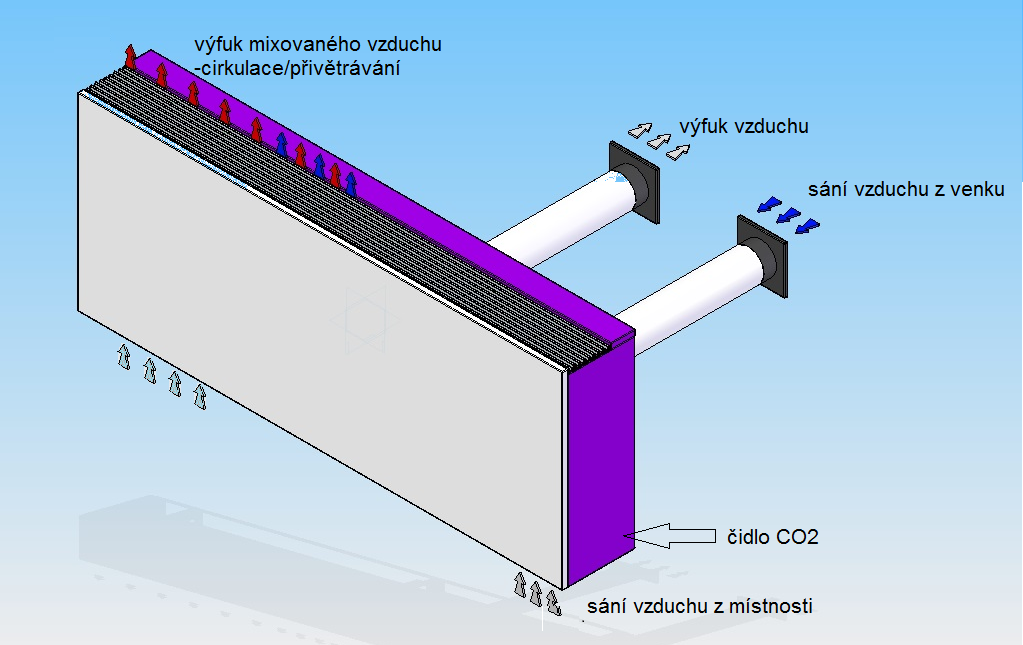 výfuk mixovaného vzduchu
-cirkulace/přivětrávání
výfuk vzduchu
sání vzduchu z venku
čidlo CO2
sání vzduchu z místnosti